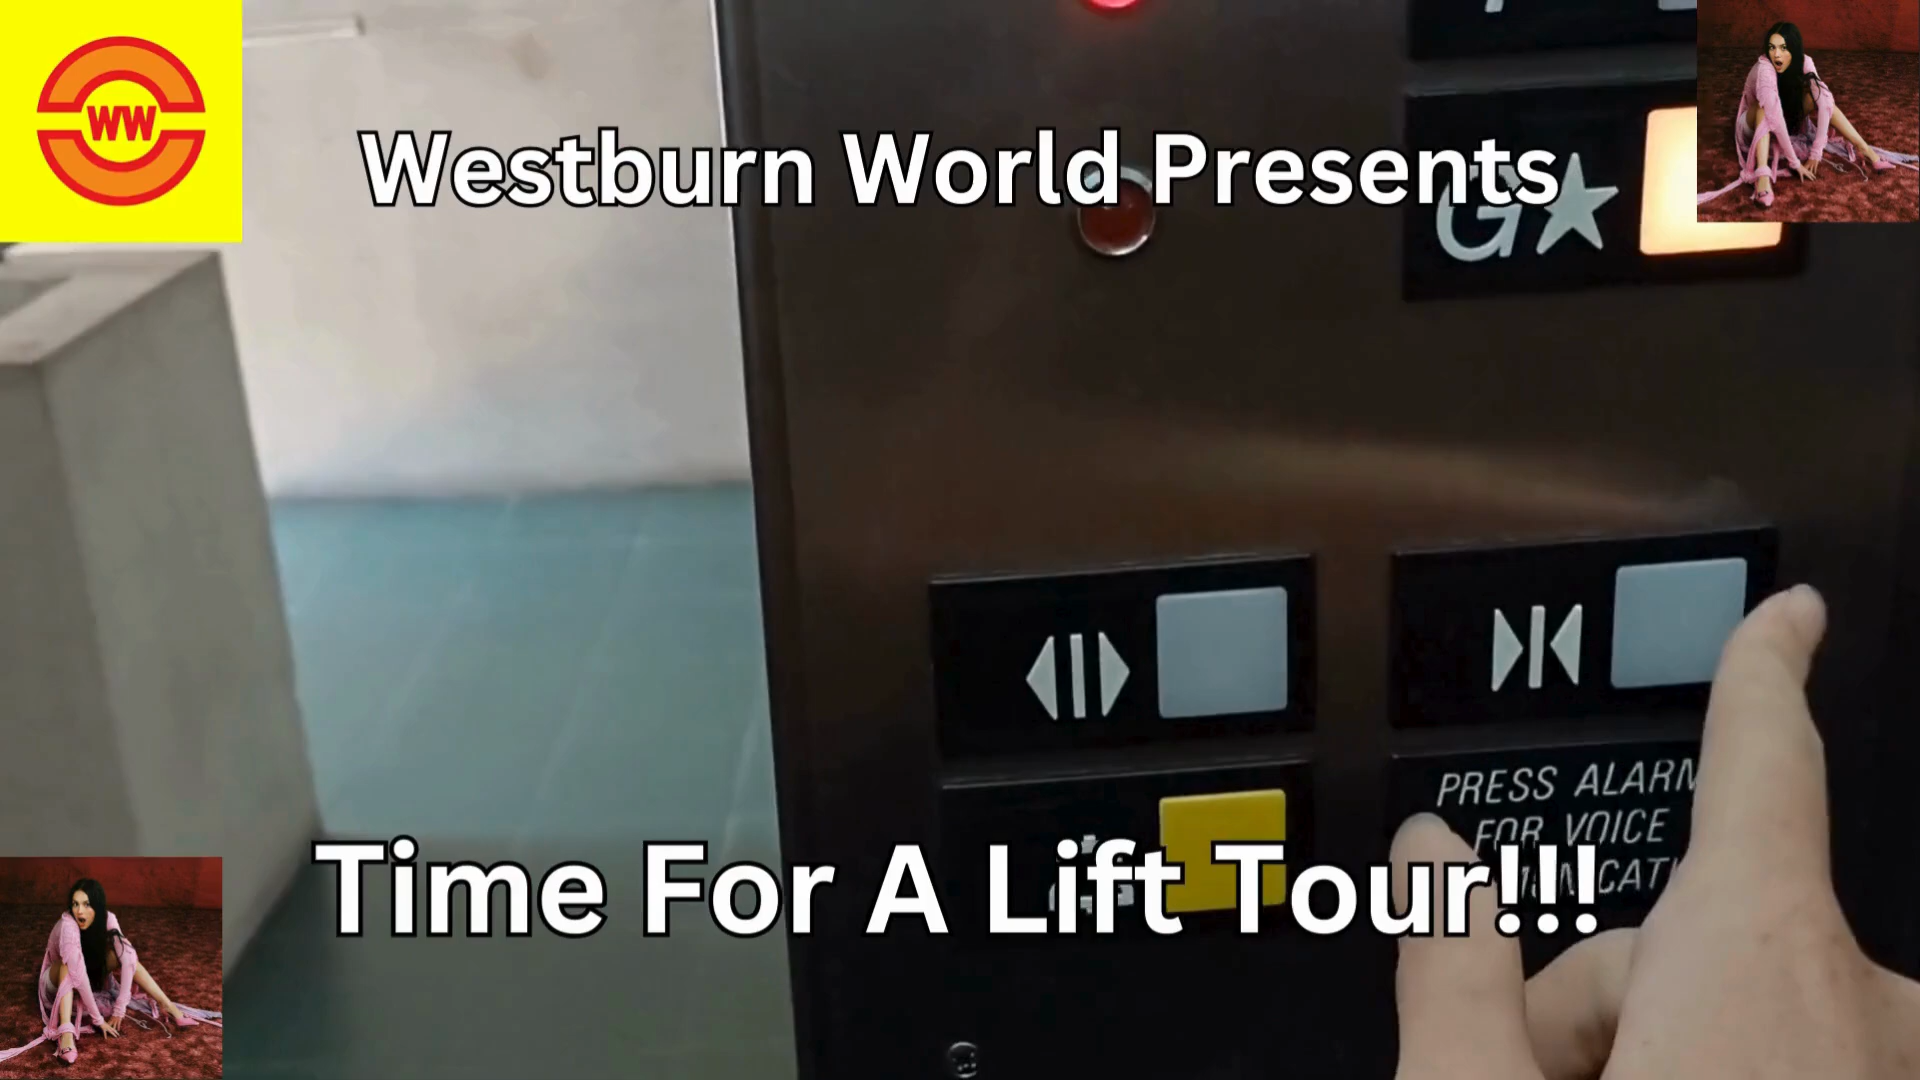 WW
Westburn World Presents
G★
PRESS ALARM
FOR VOICE
Time For A Lift Tour!!!